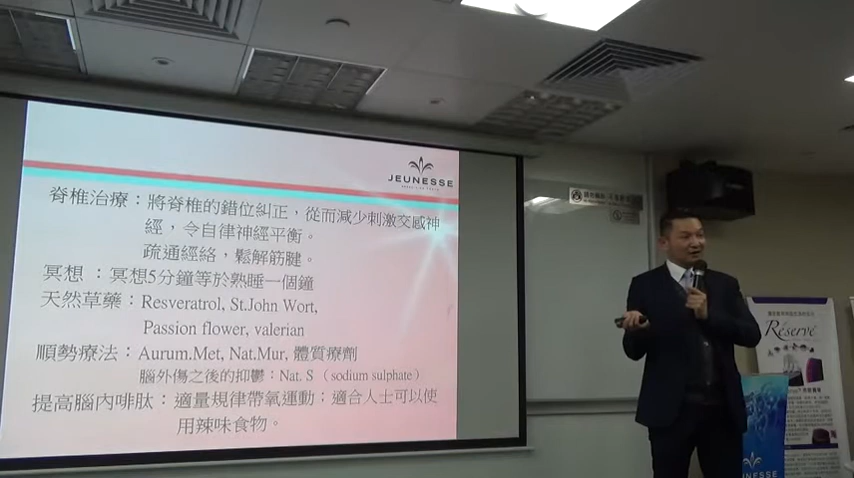 JEUNESSE
脊椎治療：將脊椎的錯位糾正，從而減少刺激交感神
經，令自律神經平衡。
疏通經絡，鬆解筋腱。
冥想：冥想5分鐘等於熟睡一個鐘
天然草藥：Resveratrol, St.John Wort,
Passion flower, valerian
順勢療法：Aurum.Met, Nat.Mur, 體質療劑
腦外傷之後的抑鬱：Nat. S （sodium sulphate）
提高腦內啡肽：適量規律帶氧運動；適合人士可以使
用辣味食物。
Réserve
JEUNESSE